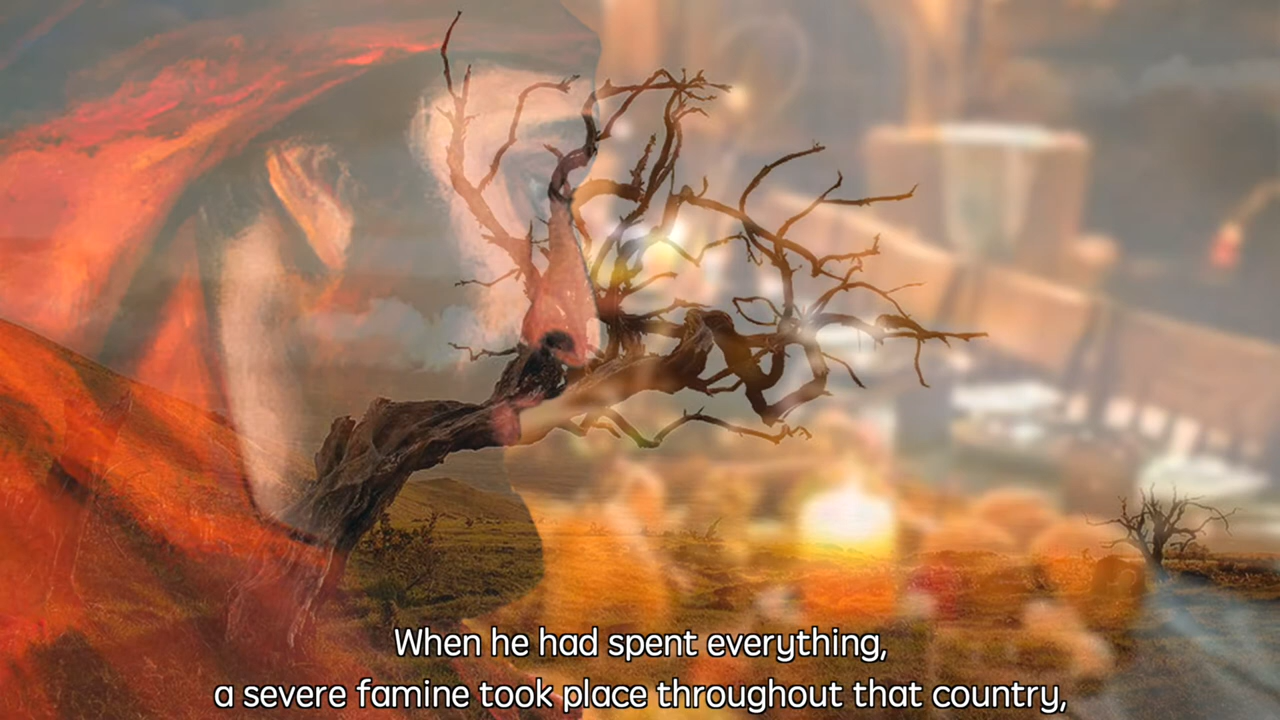 When he had spent everything,
a severe famine took place throughout that country,